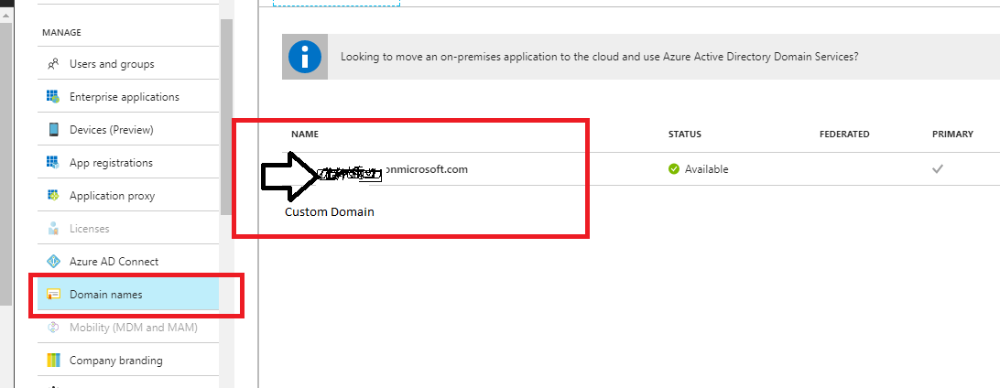 MANAGE
Users and groups
Enterprise applications
Devices (Preview)
App registrations
Application proxy
Licenses
Azure AD Connect
Domain names
Mobility (MDM and MAM)
Company branding
Looking to move an on-premises application to the cloud and use Azure Active Directory Domain Services?
NAME STATUS FEDERATED PRIMARY
onmicrosoft.com Available
Custom Domain